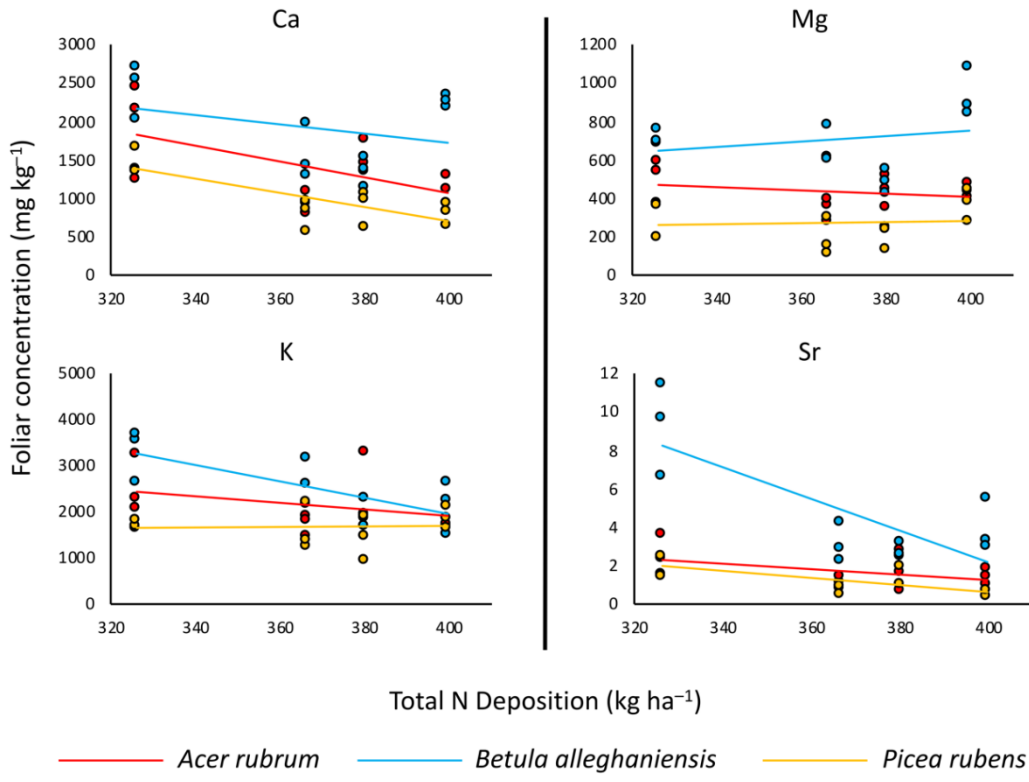 Ca
3000
2500
2000
1500
1000
500
0
320 340 360 380 400
Mg
1200
1000
800
600
400
200
0
320 340 360 380 400
K
5000
4000
3000
2000
1000
0
320 340 360 380 400
Sr
12
10
8
6
4
2
0
320 340 360 380 400
Foliar concentration (mg kg⁻¹)
Total N Deposition (kg ha⁻¹)
Acer rubrum Betula alleghaniensis Picea rubens